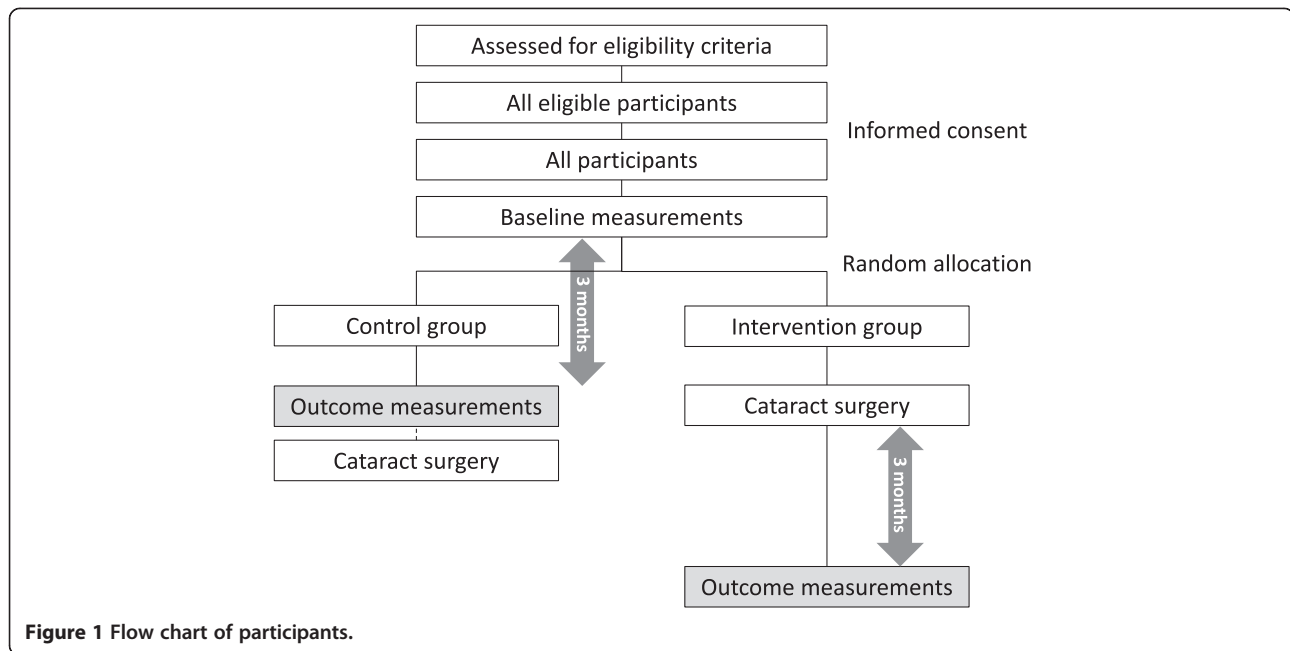 Assessed for eligibility criteria
All eligible participants
Informed consent
All participants
Baseline measurements
Random allocation
3 months
Control group
Intervention group
Outcome measurements
Cataract surgery
Cataract surgery
3 months
Outcome measurements
Figure 1 Flow chart of participants.